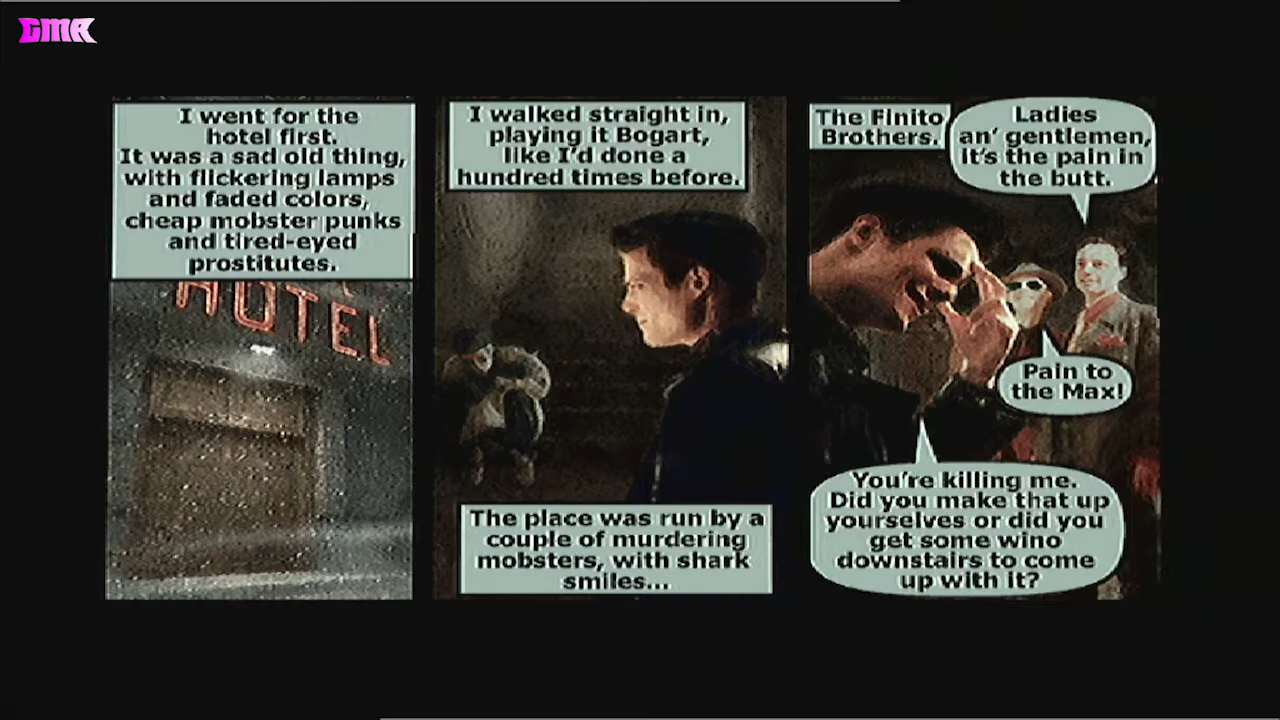 GMR
I went for the
hotel first.
It was a sad old thing,
with flickering lamps
and faded colors,
cheap mobster punks
and tired-eyed
prostitutes.
HOTEL
I walked straight in,
playing it Bogart,
like I'd done a
hundred times before.
The place was run by a
couple of murdering
mobsters, with shark
smiles...
The Finito
Brothers.
Ladies
an' gentlemen,
it's the pain in
the butt.
Pain to
the Max!
You're killing me.
Did you make that up
yourselves or did you
get some wino
downstairs to come
up with it?